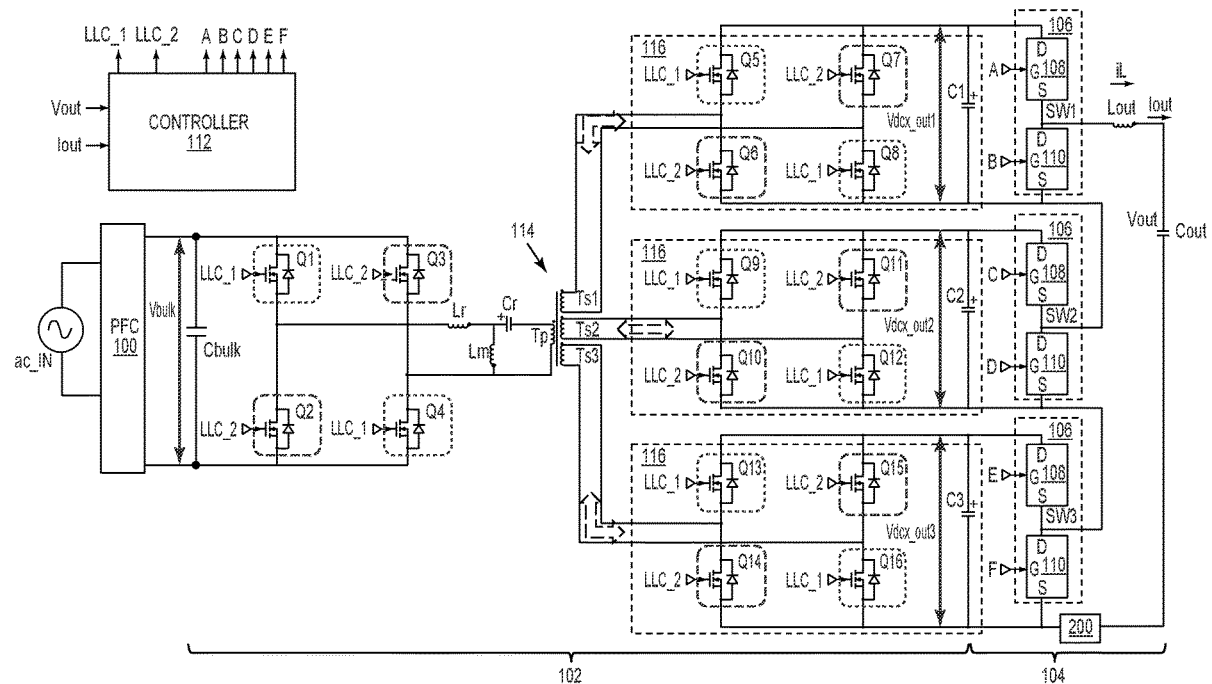 LLC_1 LLC_2 A B C D E F
Vout
Iout
CONTROLLER
112
ac_IN
PFC
100
Vbulk
Cbulk
LLC_1
Q1
LLC_2
Q3
LLC_2
Q2
LLC_1
Q4
Lr
Cr
+
Lm
Tp
114
Ts1
Ts2
Ts3
116
LLC_1
Q5
LLC_2
Q7
LLC_2
Q6
LLC_1
Q8
Vdcx_out1
C1
+
116
LLC_1
Q9
LLC_2
Q11
LLC_2
Q10
LLC_1
Q12
Vdcx_out2
C2
+
116
LLC_1
Q13
LLC_2
Q15
LLC_2
Q14
LLC_1
Q16
Vdcx_out3
C3
+
106
A
D
G 108
S
SW1
B
D
G 110
S
106
C
D
G 108
S
SW2
D
D
G 110
S
106
E
D
G 108
S
SW3
F
D
G 110
S
iL
Lout
Iout
Vout
Cout
200
102
104